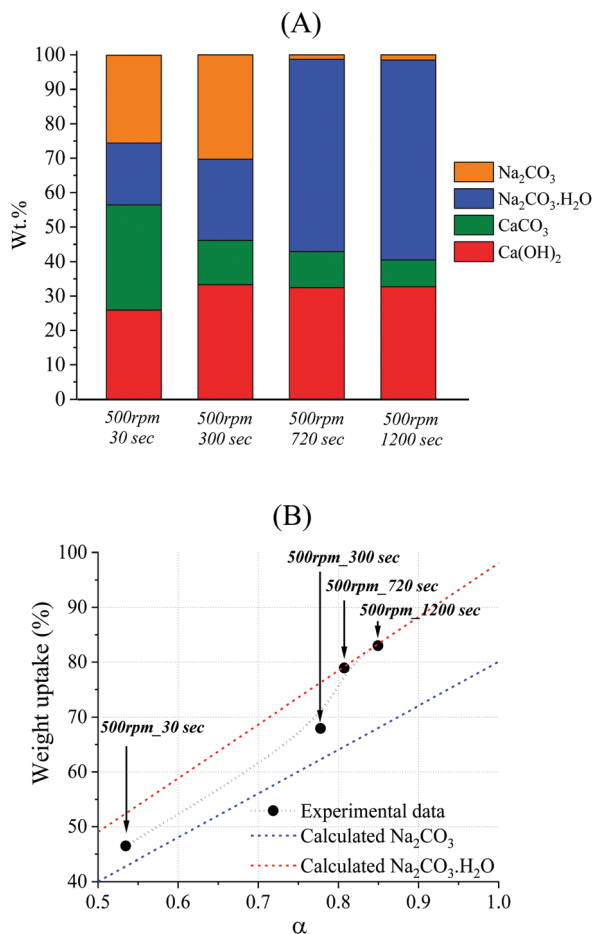 (A)
Wt.%
100
90
80
70
60
50
40
30
20
10
0
500rpm
30 sec
500rpm
300 sec
500rpm
720 sec
500rpm
1200 sec
Na₂CO₃
Na₂CO₃.H₂O
CaCO₃
Ca(OH)₂
(B)
Weight uptake (%)
100
90
80
70
60
50
40
500rpm_300 sec
500rpm_720 sec
500rpm_1200 sec
500rpm_30 sec
Experimental data
Calculated Na₂CO₃
Calculated Na₂CO₃.H₂O
0.5
0.6
0.7
0.8
0.9
1.0
α